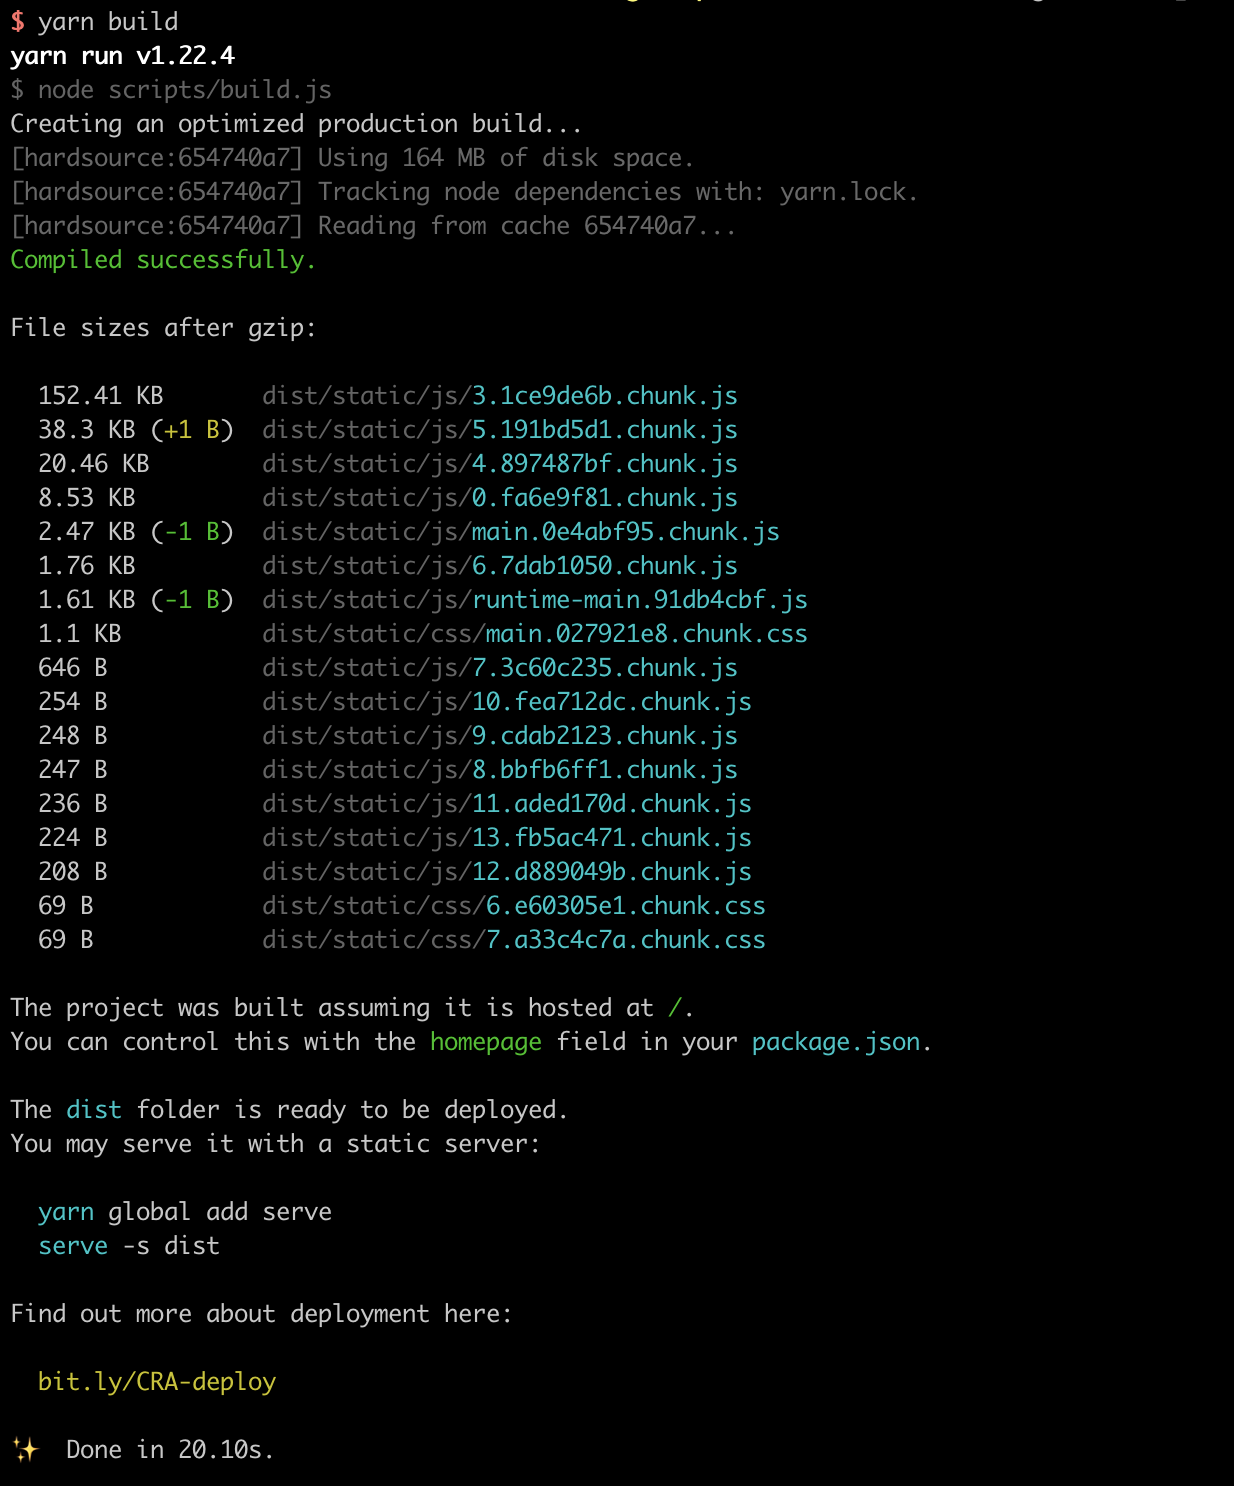 $ yarn build
yarn run v1.22.4
$ node scripts/build.js
Creating an optimized production build...
[hardsource:654740a7] Using 164 MB of disk space.
[hardsource:654740a7] Tracking node dependencies with: yarn.lock.
[hardsource:654740a7] Reading from cache 654740a7...
Compiled successfully.

File sizes after gzip:

  152.41 KB       dist/static/js/3.1ce9de6b.chunk.js
  38.3 KB (+1 B)  dist/static/js/5.191bd5d1.chunk.js
  20.46 KB        dist/static/js/4.897487bf.chunk.js
  8.53 KB         dist/static/js/0.fa6e9f81.chunk.js
  2.47 KB (-1 B)  dist/static/js/main.0e4abf95.chunk.js
  1.76 KB         dist/static/js/6.7dab1050.chunk.js
  1.61 KB (-1 B)  dist/static/js/runtime-main.91db4cbf.js
  1.1 KB          dist/static/css/main.027921e8.chunk.css
  646 B           dist/static/js/7.3c60c235.chunk.js
  254 B           dist/static/js/10.fea712dc.chunk.js
  248 B           dist/static/js/9.cdab2123.chunk.js
  247 B           dist/static/js/8.bbfb6ff1.chunk.js
  236 B           dist/static/js/11.aded170d.chunk.js
  224 B           dist/static/js/13.fb5ac471.chunk.js
  208 B           dist/static/js/12.d889049b.chunk.js
  69 B            dist/static/css/6.e60305e1.chunk.css
  69 B            dist/static/css/7.a33c4c7a.chunk.css

The project was built assuming it is hosted at /.
You can control this with the homepage field in your package.json.

The dist folder is ready to be deployed.
You may serve it with a static server:

  yarn global add serve
  serve -s dist

Find out more about deployment here:

  bit.ly/CRA-deploy

✨  Done in 20.10s.